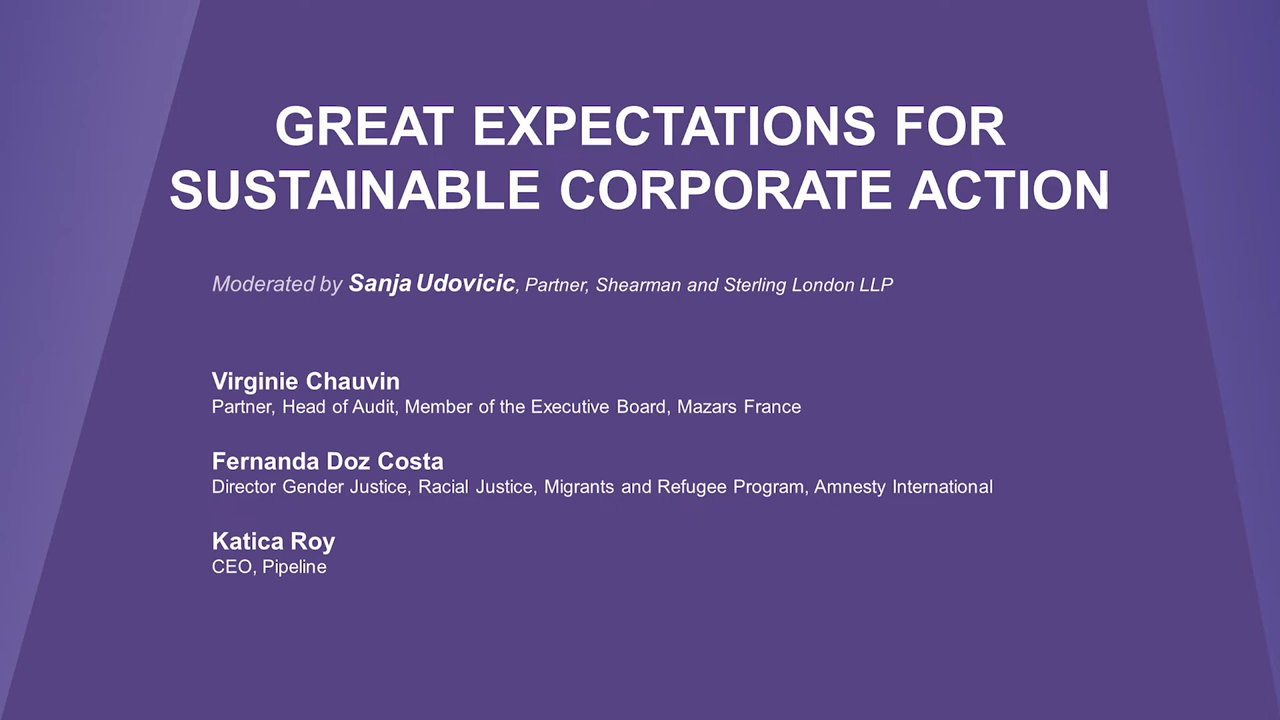 GREAT EXPECTATIONS FOR
SUSTAINABLE CORPORATE ACTION
Moderated by Sanja Udovicic, Partner, Shearman and Sterling London LLP
Virginie Chauvin
Partner, Head of Audit, Member of the Executive Board, Mazars France
Fernanda Doz Costa
Director Gender Justice, Racial Justice, Migrants and Refugee Program, Amnesty International
Katica Roy
CEO, Pipeline